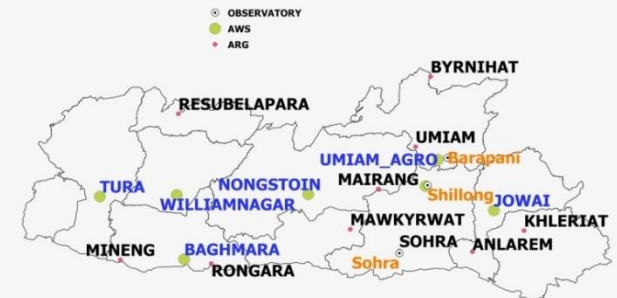 OBSERVATORY
AWS
ARG
BYRNIHAT
RESUBELAPARA
UMIAM
UMIAM_AGRO Barapani
TURA
NONGSTOIN
MAIRANG
Shillong
WILLIAMNAGAR
JOWAI
MAWKYRWAT
KHLERIAT
MINENG
BAGHMARA
SOHRA
ANLAREM
Sohra
RONGARA